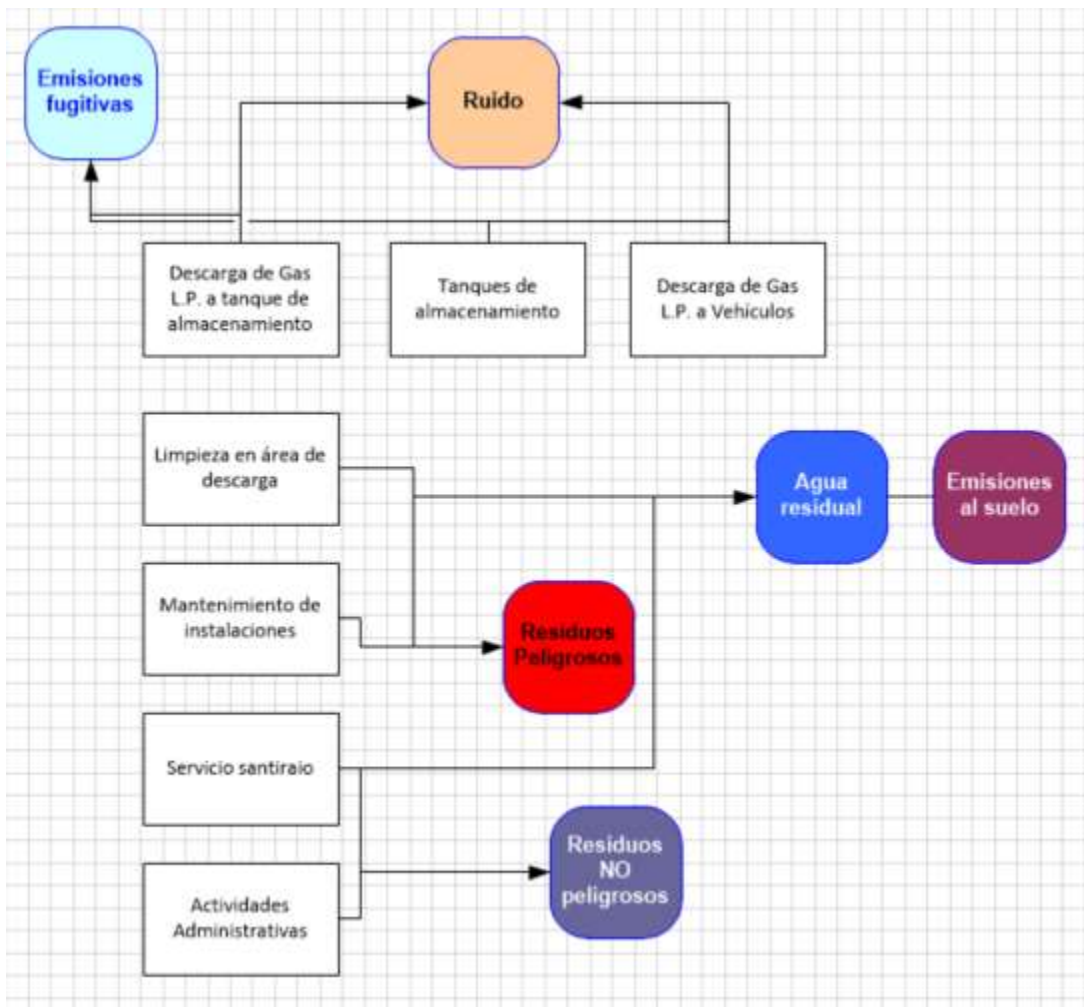 Emisiones
fugitivas
Ruido
Descarga de Gas
L.P. a tanque de
almacenamiento
Tanques de
almacenamiento
Descarga de Gas
L.P. a Vehículos
Limpieza en área de
descarga
Agua
residual
Emisiones
al suelo
Mantenimiento de
instalaciones
Residuos
Peligrosos
Servicio santiraio
Residuos
NO
peligrosos
Actividades
Administrativas